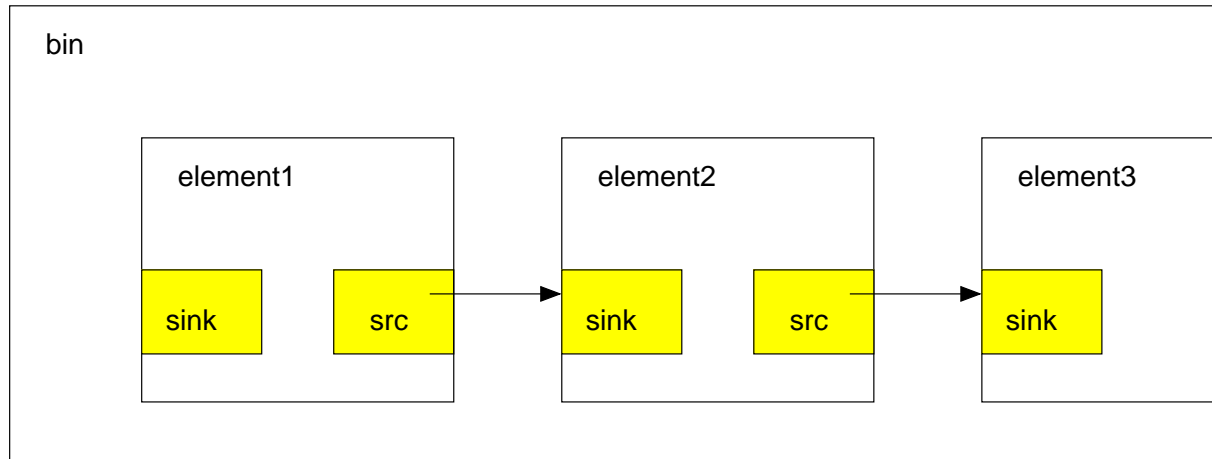 bin
element1
element2
element3
sink
src
sink
src
sink